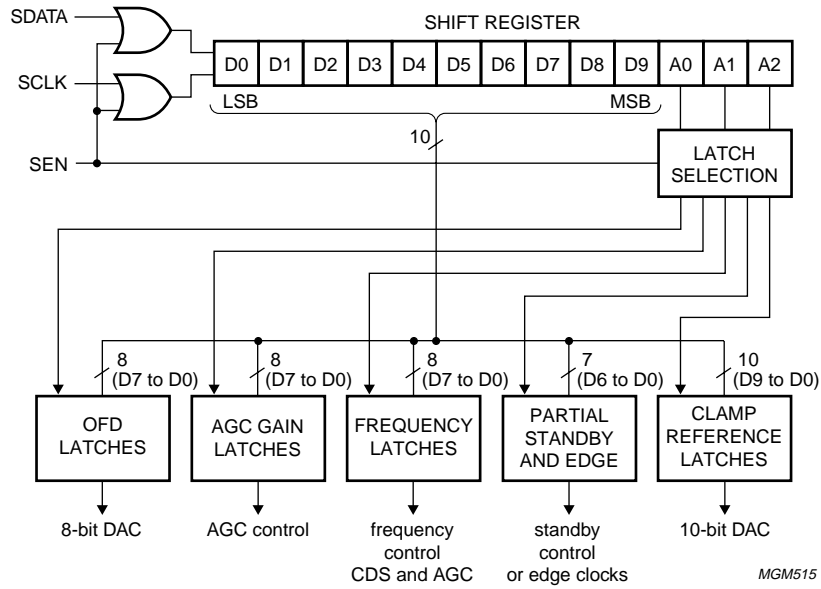 SDATA
SHIFT REGISTER
D0 D1 D2 D3 D4 D5 D6 D7 D8 D9 A0 A1 A2
SCLK
LSB MSB
10
SEN
LATCH
SELECTION
8
(D7 to D0)
8
(D7 to D0)
8
(D7 to D0)
7
(D6 to D0)
10
(D9 to D0)
OFD
LATCHES
AGC GAIN
LATCHES
FREQUENCY
LATCHES
PARTIAL
STANDBY
AND EDGE
CLAMP
REFERENCE
LATCHES
8-bit DAC
AGC control
frequency
control
CDS and AGC
standby
control
or edge clocks
10-bit DAC
MGM515